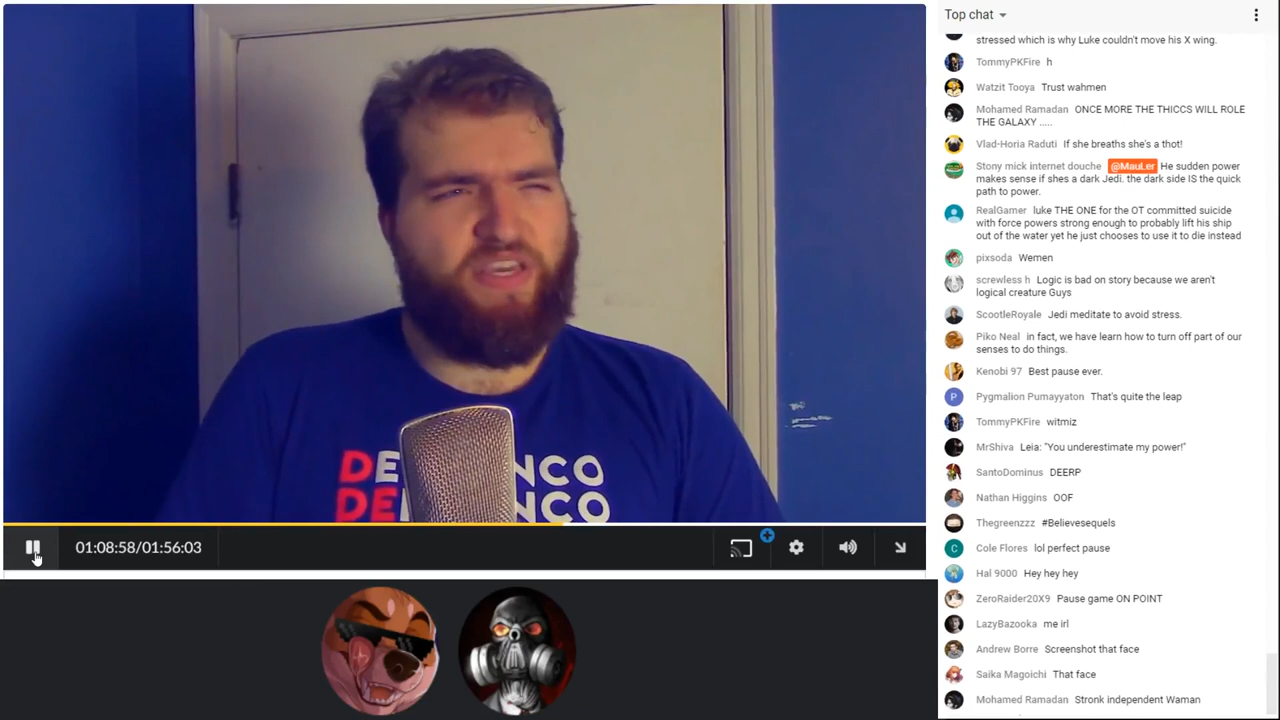 Top chat
stressed which is why Luke couldn't move his X wing.
TommyPKFire h
Watzit Tooya Trust wahmen
Mohamed Ramadan ONCE MORE THE THICCS WILL ROLE
THE GALAXY .....
Vlad-Horia Raduti If she breaths she's a thot!
Stony mick internet douche @MauLer He sudden power
makes sense if shes a dark Jedi. the dark side IS the quick
path to power.
RealGamer luke THE ONE for the OT committed suicide
with force powers strong enough to probably lift his ship
out of the water yet he just chooses to use it to die instead
pixsoda Wemen
screwless h Logic is bad on story because we aren't
logical creature Guys
ScootleRoyale Jedi meditate to avoid stress.
Piko Neal in fact, we have learn how to turn off part of our
senses to do things.
Kenobi 97 Best pause ever.
P Pygmalion Pumayyaton That's quite the leap
TommyPKFire witmiz
MrShiva Leia: "You underestimate my power!"
SantoDominus DEERP
Nathan Higgins OOF
Thegreenzzz #Believesequels
C Cole Flores lol perfect pause
Hal 9000 Hey hey hey
ZeroRaider20X9 Pause game ON POINT
LazyBazooka me irl
Andrew Borre Screenshot that face
Saika Magoichi That face
Mohamed Ramadan Stronk independent Waman
DE NCO
DE NCO
01:08:58/01:56:03